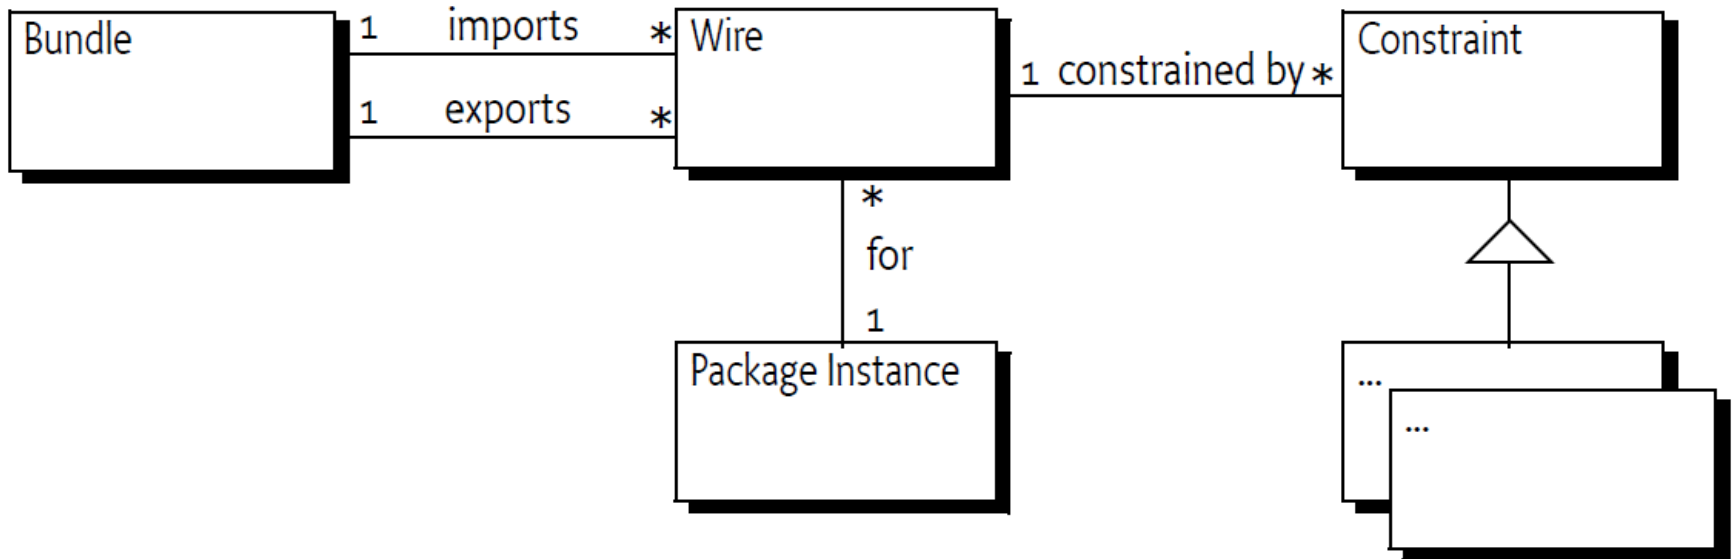 Bundle
1 imports *
1 exports *
Wire
1 constrained by *
Constraint
*
for
1
Package Instance
...
...